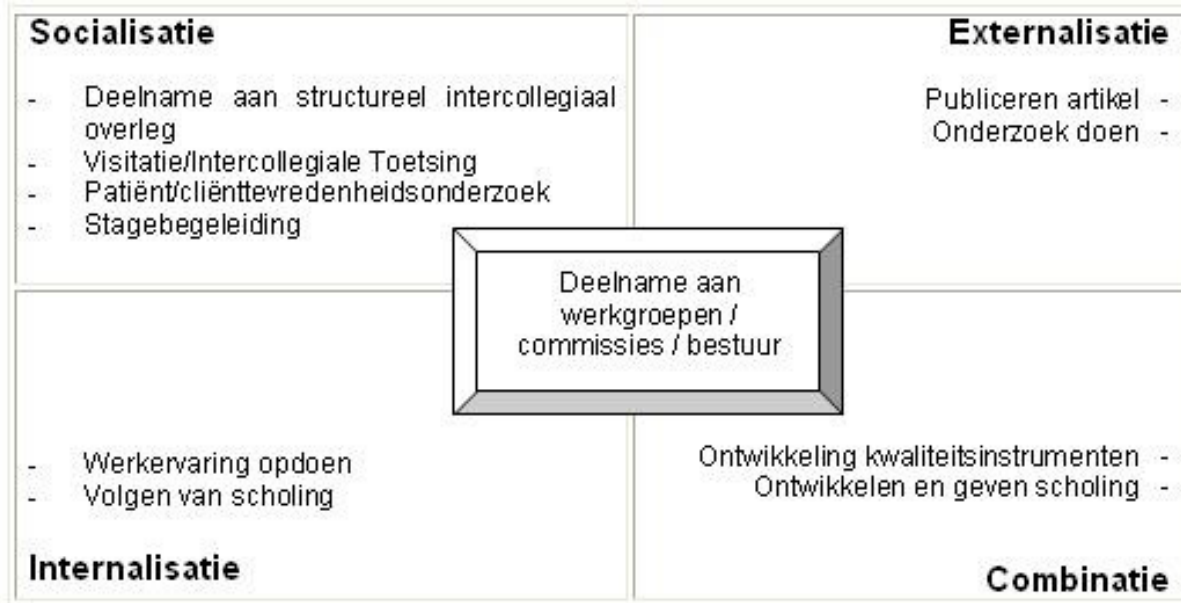 Socialisatie
- Deelname aan structureel intercollegiaal
overleg
- Visitatie/Intercollegiale Toetsing
- Patiënt/cliënttevredenheidsonderzoek
- Stagebegeleiding
Externalisatie
Publiceren artikel -
Onderzoek doen -
Deelname aan
werkgroepen /
commissies / bestuur
- Werkervaring opdoen
- Volgen van scholing
Internalisatie
Ontwikkeling kwaliteitsinstrumenten -
Ontwikkelen en geven scholing -
Combinatie